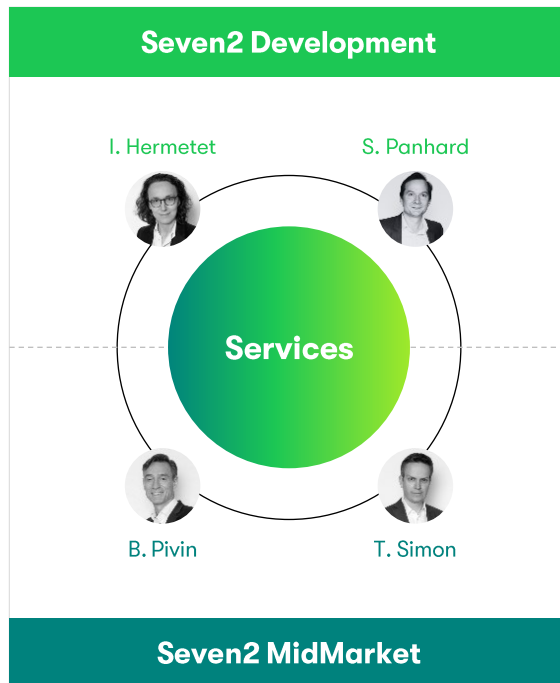 Seven2 Development
I. Hermetet
S. Panhard
Services
B. Pivin
T. Simon
Seven2 MidMarket